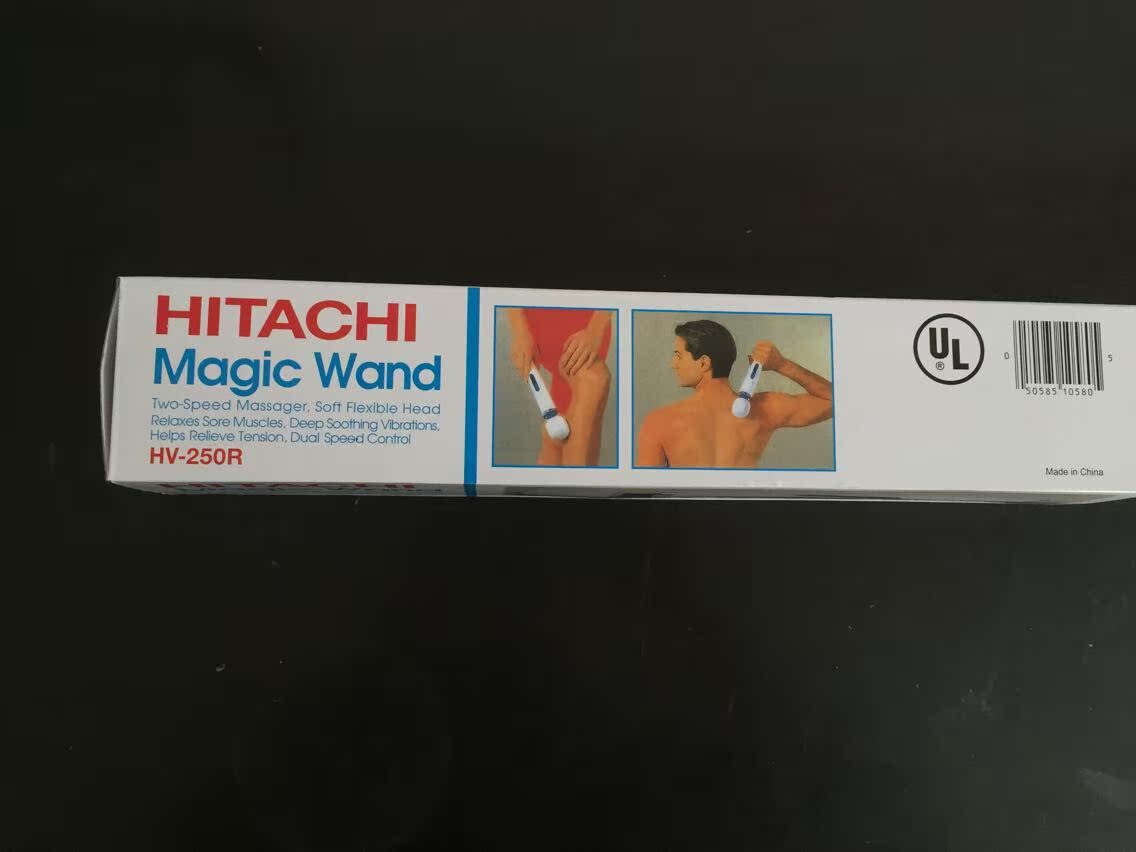 HITACHI
Magic Wand
Two-Speed Massager, Soft Flexible Head
Relaxes Sore Muscles, Deep Soothing Vibrations,
Helps Relieve Tension, Dual Speed Control
HV-250R
UL
®
0 50585 10580 5
Made in China
HITACHI